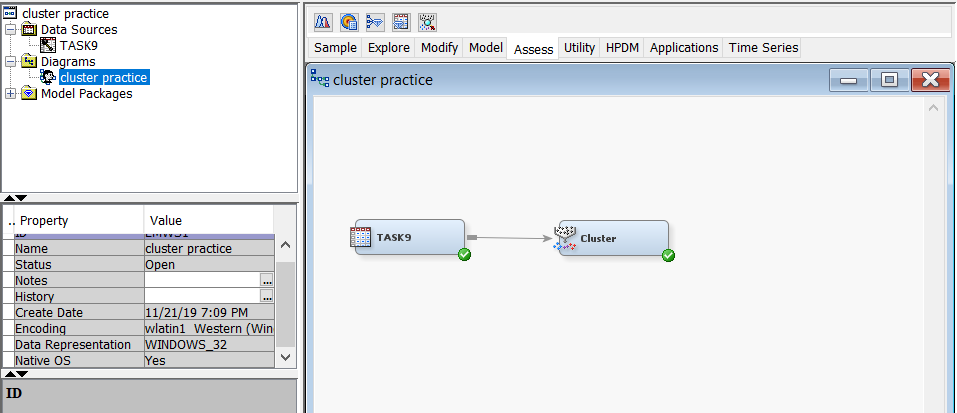 cluster practice
Data Sources
TASK9
Diagrams
cluster practice
Model Packages
.. Property Value
ID EMWS1
Name cluster practice
Status Open
Notes ...
History ...
Create Date 11/21/19 7:09 PM
Encoding wlatin1 Western (Win
Data Representation WINDOWS_32
Native OS Yes
ID
Sample Explore Modify Model Assess Utility HPDM Applications Time Series
cluster practice
TASK9 Cluster